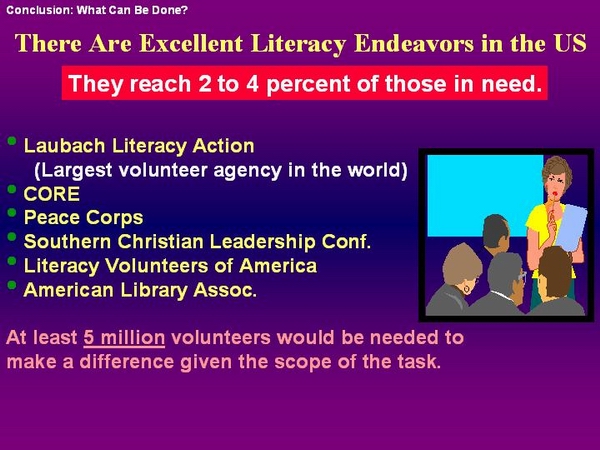 Conclusion: What Can Be Done?
There Are Excellent Literacy Endeavors in the US
They reach 2 to 4 percent of those in need.
• Laubach Literacy Action
(Largest volunteer agency in the world)
• CORE
• Peace Corps
• Southern Christian Leadership Conf.
• Literacy Volunteers of America
• American Library Assoc.
At least 5 million volunteers would be needed to
make a difference given the scope of the task.